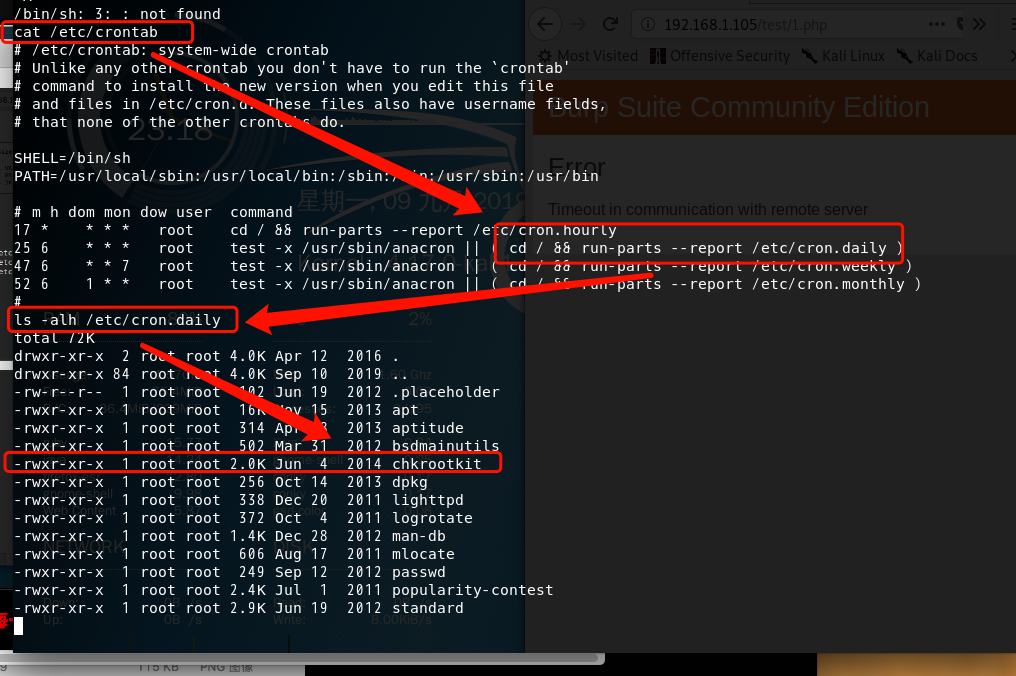 /bin/sh: 3: : not found
cat /etc/crontab
# /etc/crontab: system-wide crontab
# Unlike any other crontab you don't have to run the `crontab'
# command to install the new version when you edit this file
# and files in /etc/cron.d. These files also have username fields,
# that none of the other crontabs do.
SHELL=/bin/sh
PATH=/usr/local/sbin:/usr/local/bin:/sbin:/bin:/usr/sbin:/usr/bin
# m h dom mon dow user  command
17 *    * * *   root    cd / && run-parts --report /etc/cron.hourly
25 6    * * *   root    test -x /usr/sbin/anacron || ( cd / && run-parts --report /etc/cron.daily )
47 6    * * 7   root    test -x /usr/sbin/anacron || ( cd / && run-parts --report /etc/cron.weekly )
52 6    1 * *   root    test -x /usr/sbin/anacron || ( cd / && run-parts --report /etc/cron.monthly )
#
ls -alh /etc/cron.daily
total 72K
drwxr-xr-x  2 root root 4.0K Apr 12  2016 .
drwxr-xr-x 84 root root 4.0K Sep 10  2019 ..
-rw-r--r--  1 root root  102 Jun 19  2012 .placeholder
-rwxr-xr-x  1 root root  16K Nov 15  2013 apt
-rwxr-xr-x  1 root root  314 Apr  2013 aptitude
-rwxr-xr-x  1 root root  502 Mar 31  2012 bsdmainutils
-rwxr-xr-x  1 root root 2.0K Jun  4  2014 chkrootkit
-rwxr-xr-x  1 root root  256 Oct 14  2013 dpkg
-rwxr-xr-x  1 root root  338 Dec 20  2011 lighttpd
-rwxr-xr-x  1 root root  372 Oct  4  2011 logrotate
-rwxr-xr-x  1 root root 1.4K Dec 28  2012 man-db
-rwxr-xr-x  1 root root  606 Aug 17  2011 mlocate
-rwxr-xr-x  1 root root  249 Sep 12  2012 passwd
-rwxr-xr-x  1 root root 2.4K Jul  1  2011 popularity-contest
-rwxr-xr-x  1 root root 2.9K Jun 19  2012 standard
23:18
星期一, 09 九月 2019
2%
Web Content
NETWORK
Up: 0B /s
Write: 8.00KiB/s
192.168.1.105/test/1.php
Most Visited Offensive Security Kali Linux Kali Docs
Burp Suite Community Edition
Error
Timeout in communication with remote server
115 KB PNG 图像